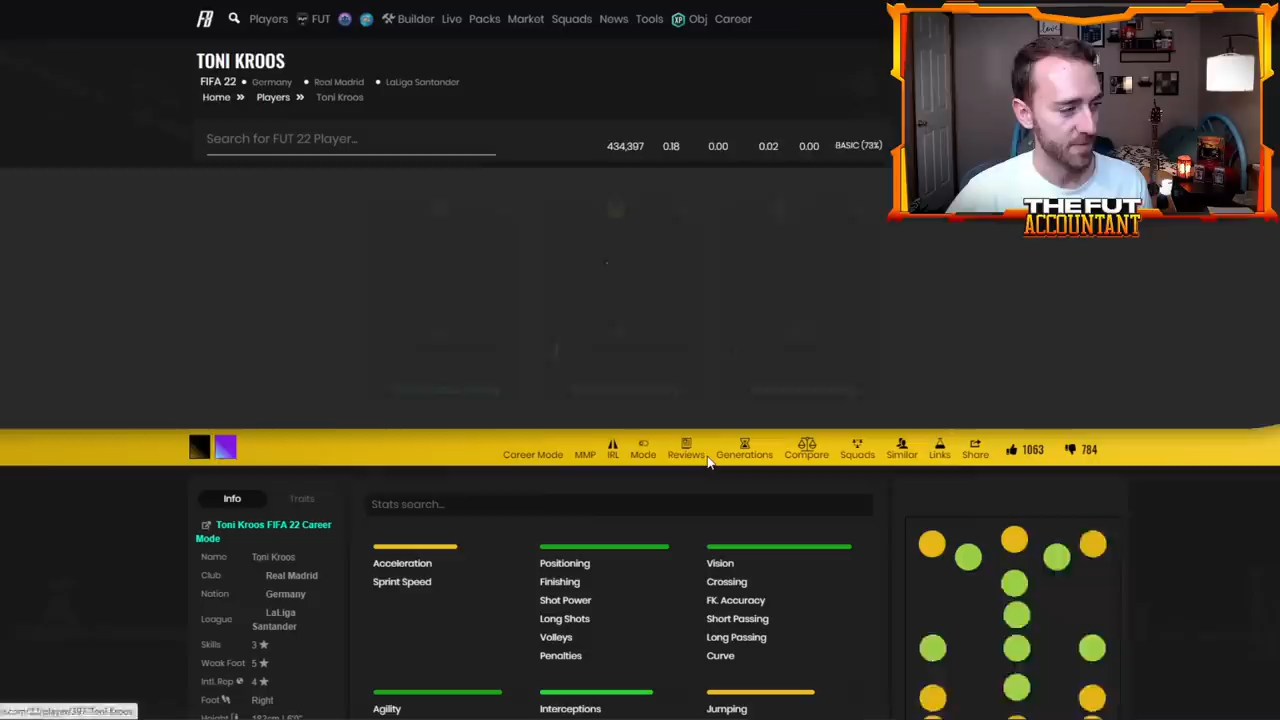 Players FUT Builder Live Packs Market Squads News Tools XP Obj Career
TONI KROOS
FIFA 22 • Germany • Real Madrid • LaLiga Santander
Home » Players » Toni Kroos
Search for FUT 22 Player...
434,397 0.18 0.00 0.02 0.00 BASIC (73%)
THE FUT
ACCOUNTANT
Career Mode MMP IRL Mode Reviews Generations Compare Squads Similar Links Share 1063 784
Info Traits
Stats search...
Toni Kroos FIFA 22 Career
Mode
Name Toni Kroos
Club Real Madrid
Nation Germany
League LaLiga
Santander
Skills 3 ★
Weak Foot 5 ★
Intl. Rep 4 ★
Foot Right
Acceleration
Sprint Speed
Positioning
Finishing
Shot Power
Long Shots
Volleys
Penalties
Vision
Crossing
FK. Accuracy
Short Passing
Long Passing
Curve
Agility
Interceptions
Jumping